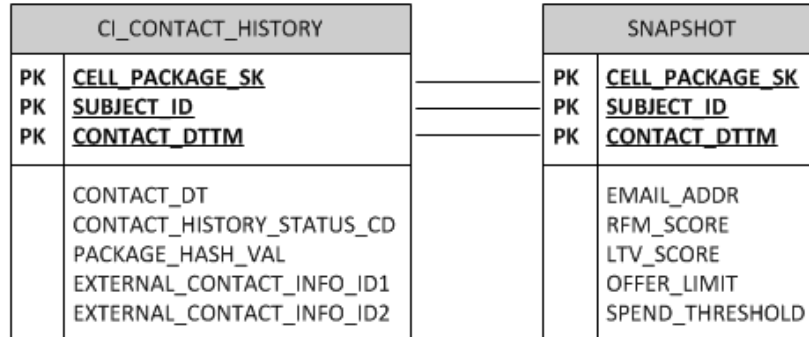 CI_CONTACT_HISTORY
PK CELL_PACKAGE_SK
PK SUBJECT_ID
PK CONTACT_DTTM
CONTACT_DT
CONTACT_HISTORY_STATUS_CD
PACKAGE_HASH_VAL
EXTERNAL_CONTACT_INFO_ID1
EXTERNAL_CONTACT_INFO_ID2
SNAPSHOT
PK CELL_PACKAGE_SK
PK SUBJECT_ID
PK CONTACT_DTTM
EMAIL_ADDR
RFM_SCORE
LTV_SCORE
OFFER_LIMIT
SPEND_THRESHOLD